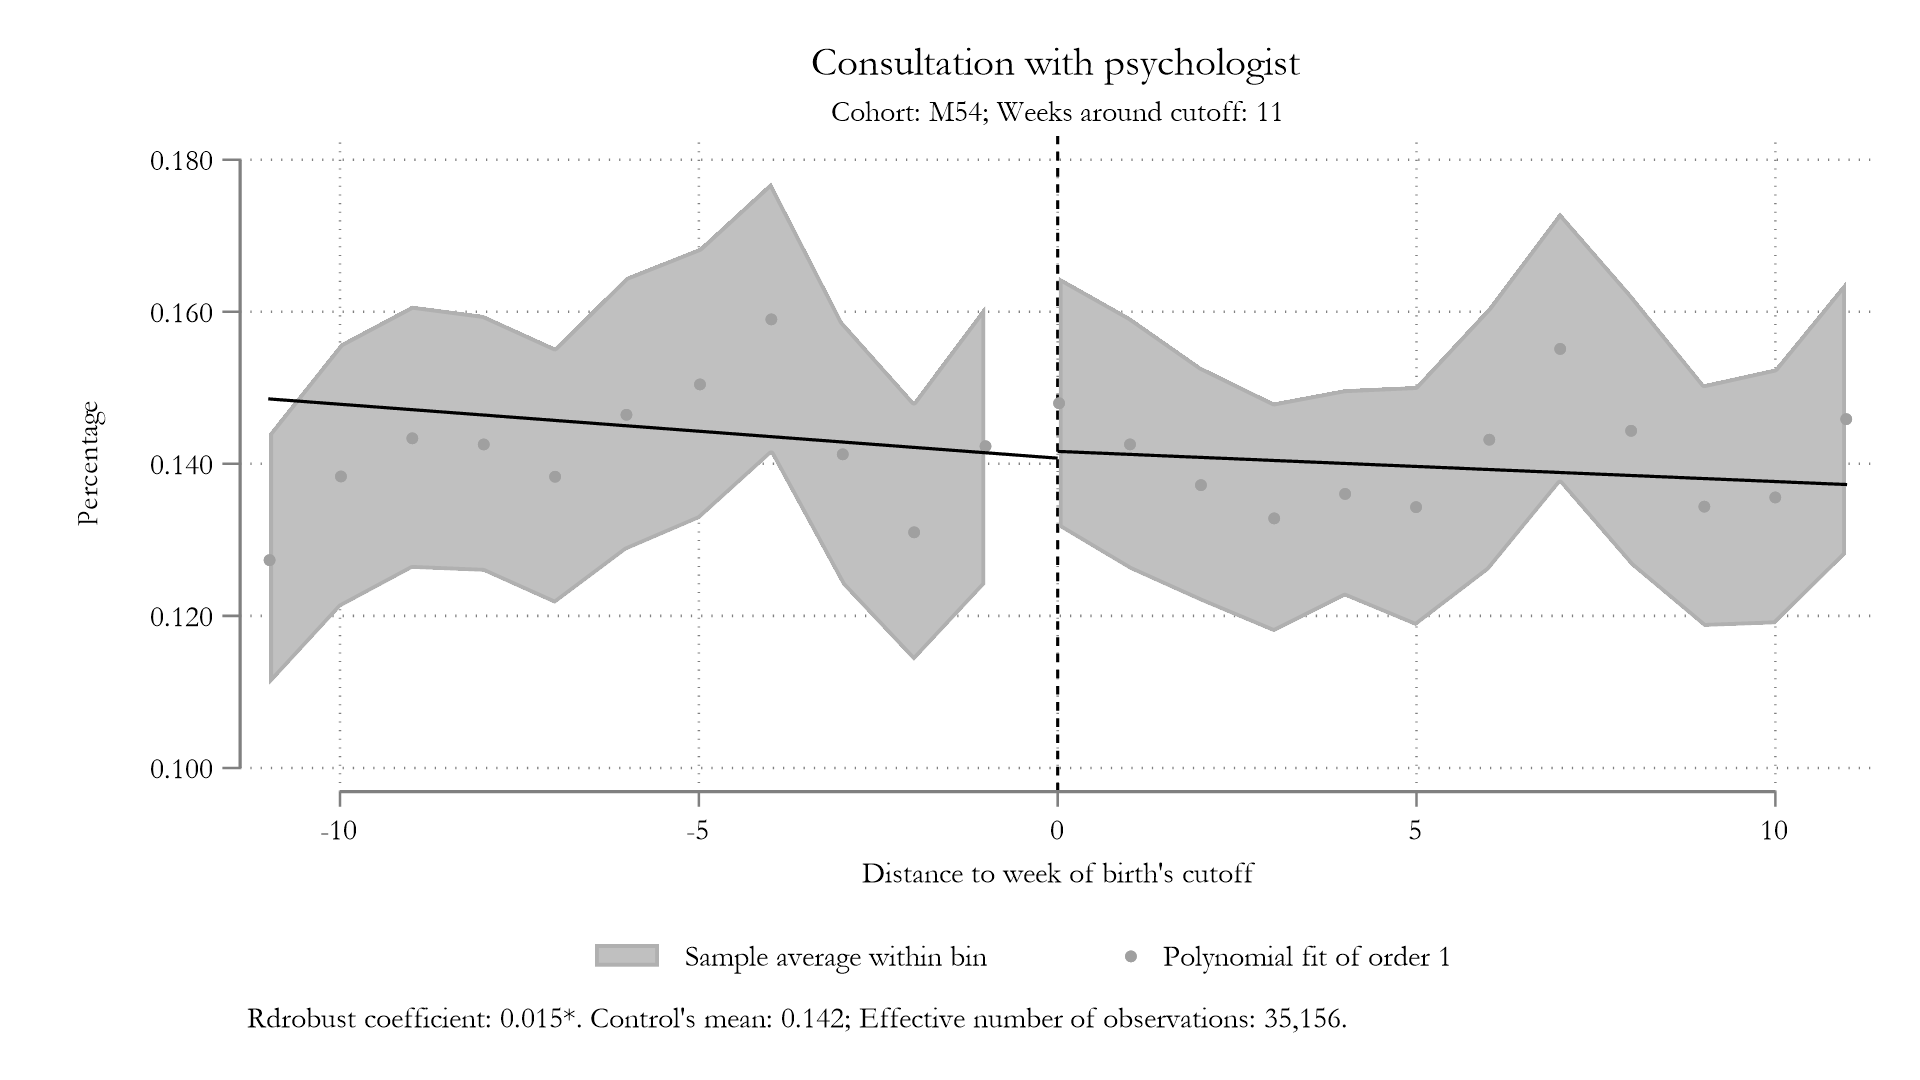 Consultation with psychologist
Cohort: M54; Weeks around cutoff: 11
Percentage
0.180
0.160
0.140
0.120
0.100
-10 -5 0 5 10
Distance to week of birth's cutoff
Sample average within bin Polynomial fit of order 1
Rdrobust coefficient: 0.015*. Control's mean: 0.142; Effective number of observations: 35,156.